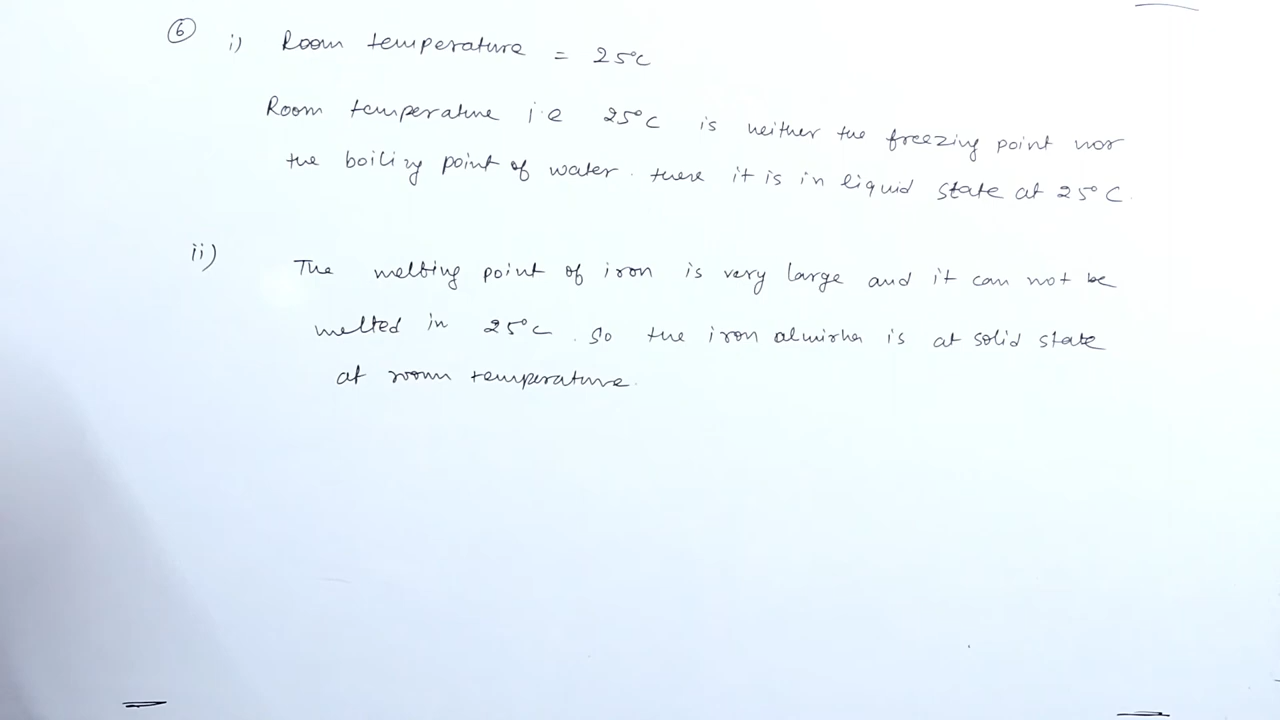 6 i) Room temperature = 25°C
Room temperature i.e 25°C is neither the freezing point nor
the boiling point of water. there it is in liquid state at 25°C.
ii) The melting point of iron is very large and it can not be
melted in 25°C. So the iron almirha is at solid state
at room temperature.